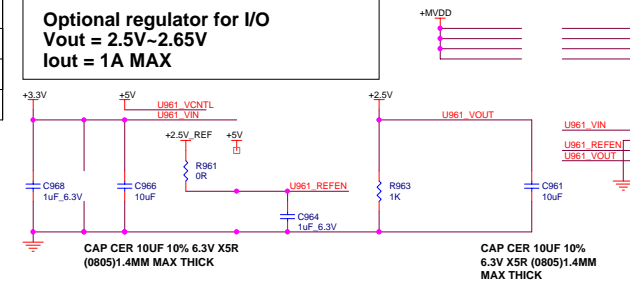 Optional regulator for I/O
Vout = 2.5V~2.65V
Iout = 1A MAX
+MVDD
+3.3V
+5V
U961_VCNTL
U961_VIN
+2.5V_REF
+5V
+2.5V
U961_VOUT
U961_VIN
U961_REFEN
U961_VOUT
R961
0R
U961_REFEN
C968
1uF_6.3V
C966
10uF
C964
1uF_6.3V
R963
1K
C961
10uF
CAP CER 10UF 10% 6.3V X5R
(0805)1.4MM MAX THICK
CAP CER 10UF 10%
6.3V X5R (0805)1.4MM
MAX THICK